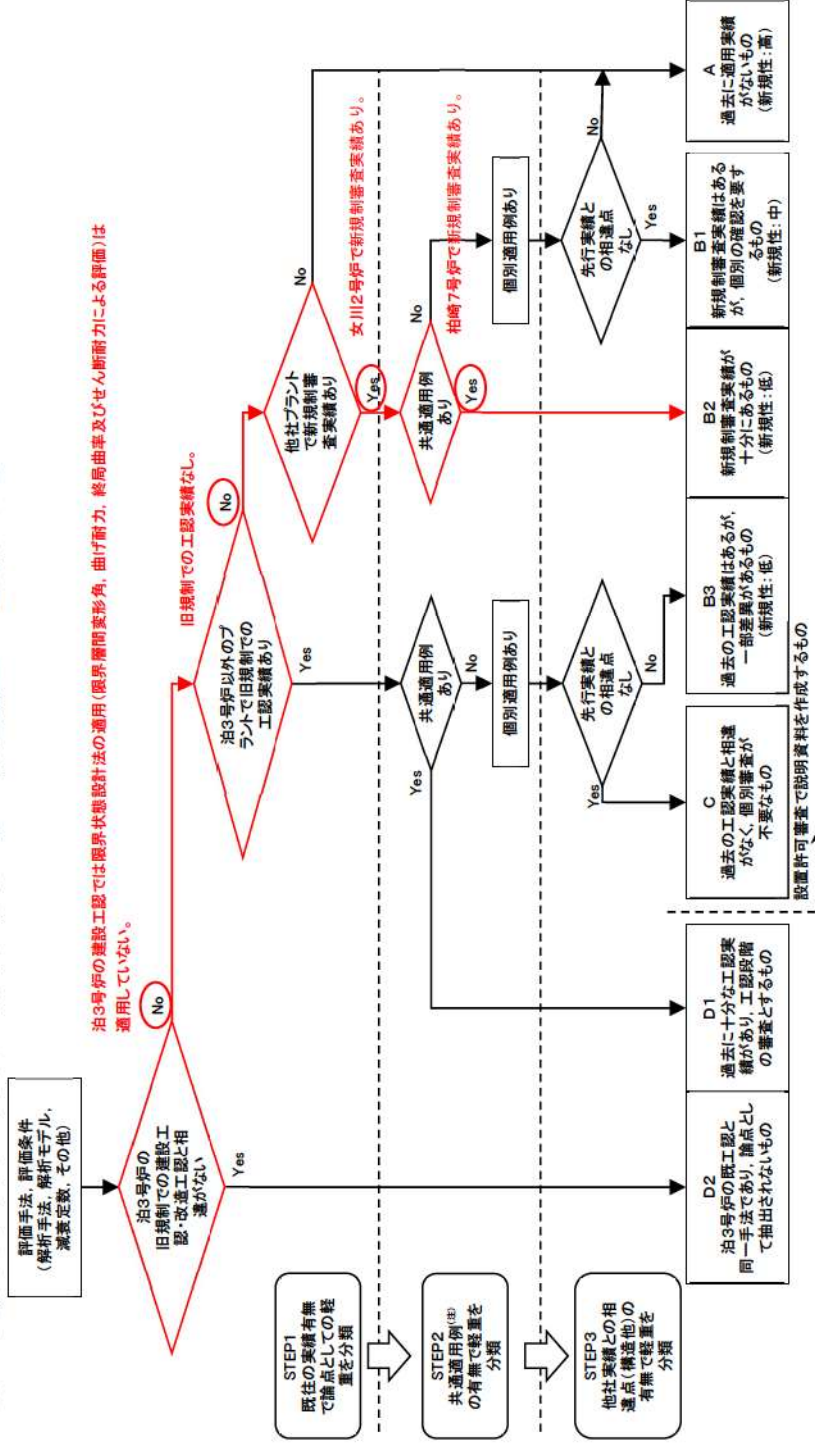 評価手法，評価条件
（解析手法，解析モデル，
減衰定数，その他）
泊3号炉の建設工認では限界状態設計法の適用（限界層間変形角，曲げ耐力，終局曲率及びせん断耐力による評価）は
適用していない。
泊3号炉の
旧規制での建設工
認・改造工認と相
違がない
No
Yes
旧規制での工認実績なし。
泊3号炉以外のプ
ラントで旧規制での
工認実績あり
No
Yes
他社プラント
で新規制審
査実績あり
No
Yes
女川2号炉で新規制審査実績あり。
STEP1
既往の実績有無
で論点としての軽
重を分類
STEP2
共通適用例(注)
の有無で軽重を
分類
共通適用例
あり
Yes
No
個別適用例あり
共通適用例
あり
Yes
No
柏崎7号炉で新規制審査実績あり。
個別適用例あり
STEP3
他社実績との相
違点（構造他）の
有無で軽重を
分類
先行実績と
の相違点
なし
Yes
No
先行実績と
の相違点
なし
No
Yes
D2
泊3号炉の既工認と
同一手法であり，論点とし
て抽出されないもの
D1
過去に十分な工認実
績があり，工認段階
の審査とするもの
C
過去の工認実績と相違
がなく，個別審査が
不要なもの
B3
過去の工認実績はあるが，
一部差異があるもの
（新規性：低）
B2
新規制審査実績が
十分にあるもの
（新規性：低）
B1
新規制審査実績はある
が，個別の確認を要す
るもの
（新規性：中）
A
過去に適用実績
がないもの
（新規性：高）
設置許可審査で説明資料を作成するもの